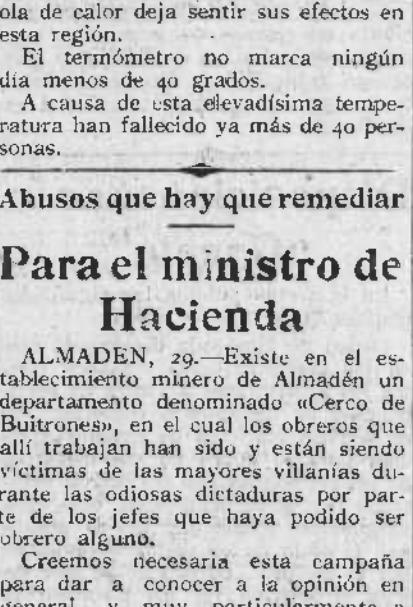 ola de calor deja sentir sus efectos en
esta región.
El termómetro no marca ningún
día menos de 40 grados.
A causa de esta elevadísima tempe-
ratura han fallecido ya más de 40 per-
sonas.
Abusos que hay que remediar
Para el ministro de
Hacienda
ALMADEN, 29.—Existe en el es-
tablecimiento minero de Almadén un
departamento denominado «Cerco de
Buitrones», en el cual los obreros que
allí trabajan han sido y están siendo
víctimas de las mayores villanías du-
rante las odiosas dictaduras por par-
te de los jefes que haya podido ser
obrero alguno.
Creemos necesaria esta campaña
para dar a conocer a la opinión en
general y muy particularmente